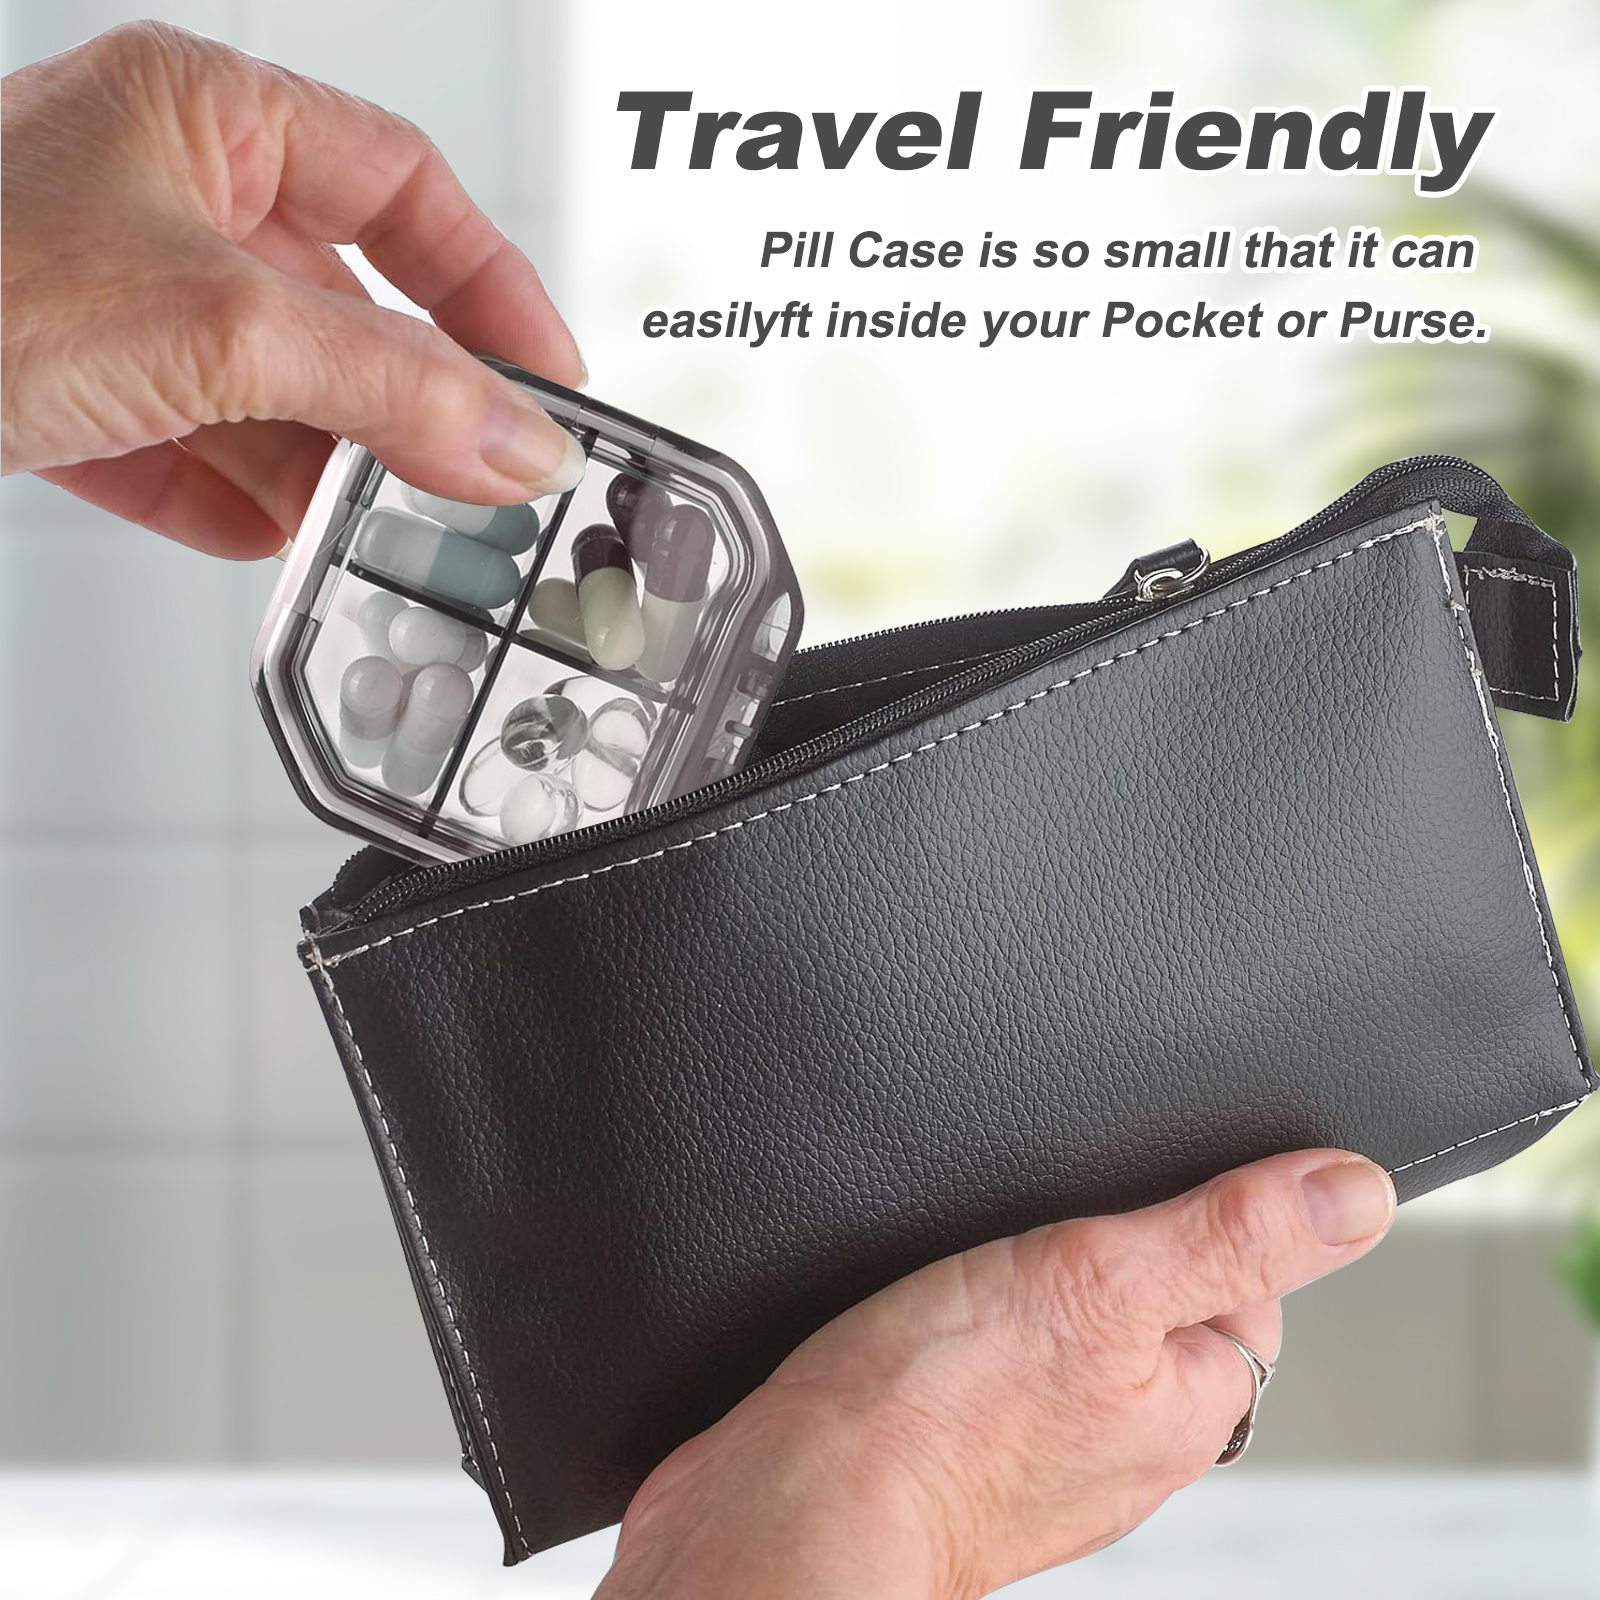 Travel Friendly
Pill Case is so small that it can
easilyft inside your Pocket or Purse.